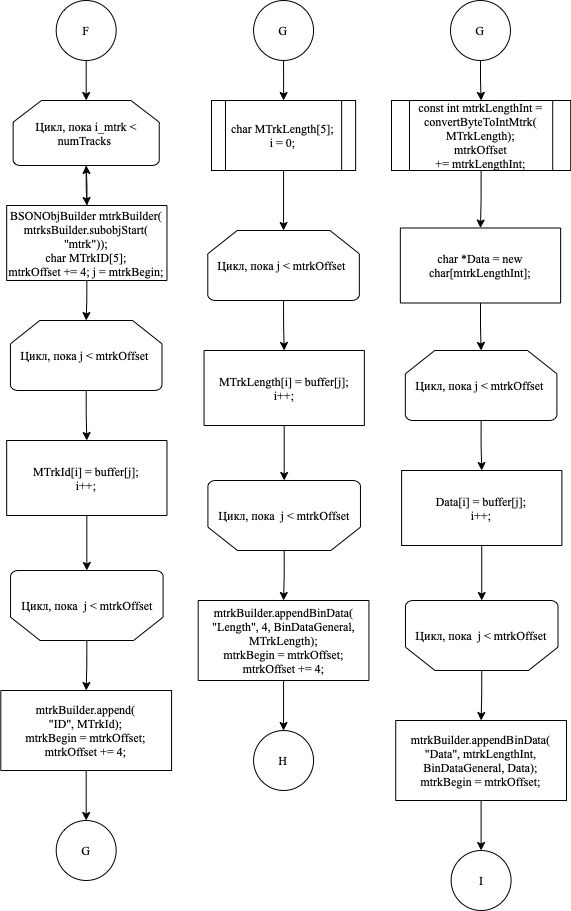 F
Цикл, пока i_mtrk <
numTracks
BSONObjBuilder mtrkBuilder(
mtrksBuilder.subobjStart(
"mtrk"));
char MTrkID[5];
mtrkOffset += 4; j = mtrkBegin;
Цикл, пока j < mtrkOffset
MTrkId[i] = buffer[j];
i++;
Цикл, пока j < mtrkOffset
mtrkBuilder.append(
"ID", MTrkId);
mtrkBegin = mtrkOffset;
mtrkOffset += 4;
G
G
char MTrkLength[5];
i = 0;
Цикл, пока j < mtrkOffset
MTrkLength[i] = buffer[j];
i++;
Цикл, пока j < mtrkOffset
mtrkBuilder.appendBinData(
"Length", 4, BinDataGeneral,
MTrkLength);
mtrkBegin = mtrkOffset;
mtrkOffset += 4;
H
G
const int mtrkLengthInt =
convertByteToIntMtrk(
MTrkLength);
mtrkOffset
+= mtrkLengthInt;
char *Data = new
char[mtrkLengthInt];
Цикл, пока j < mtrkOffset
Data[i] = buffer[j];
i++;
Цикл, пока j < mtrkOffset
mtrkBuilder.appendBinData(
"Data", mtrkLengthInt,
BinDataGeneral, Data);
mtrkBegin = mtrkOffset;
I